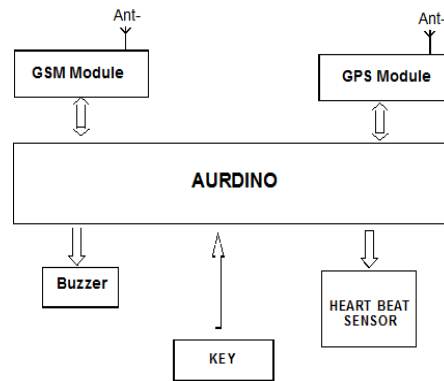 Ant-
Ant-
GSM Module
GPS Module
AURDINO
Buzzer
HEART BEAT
SENSOR
KEY